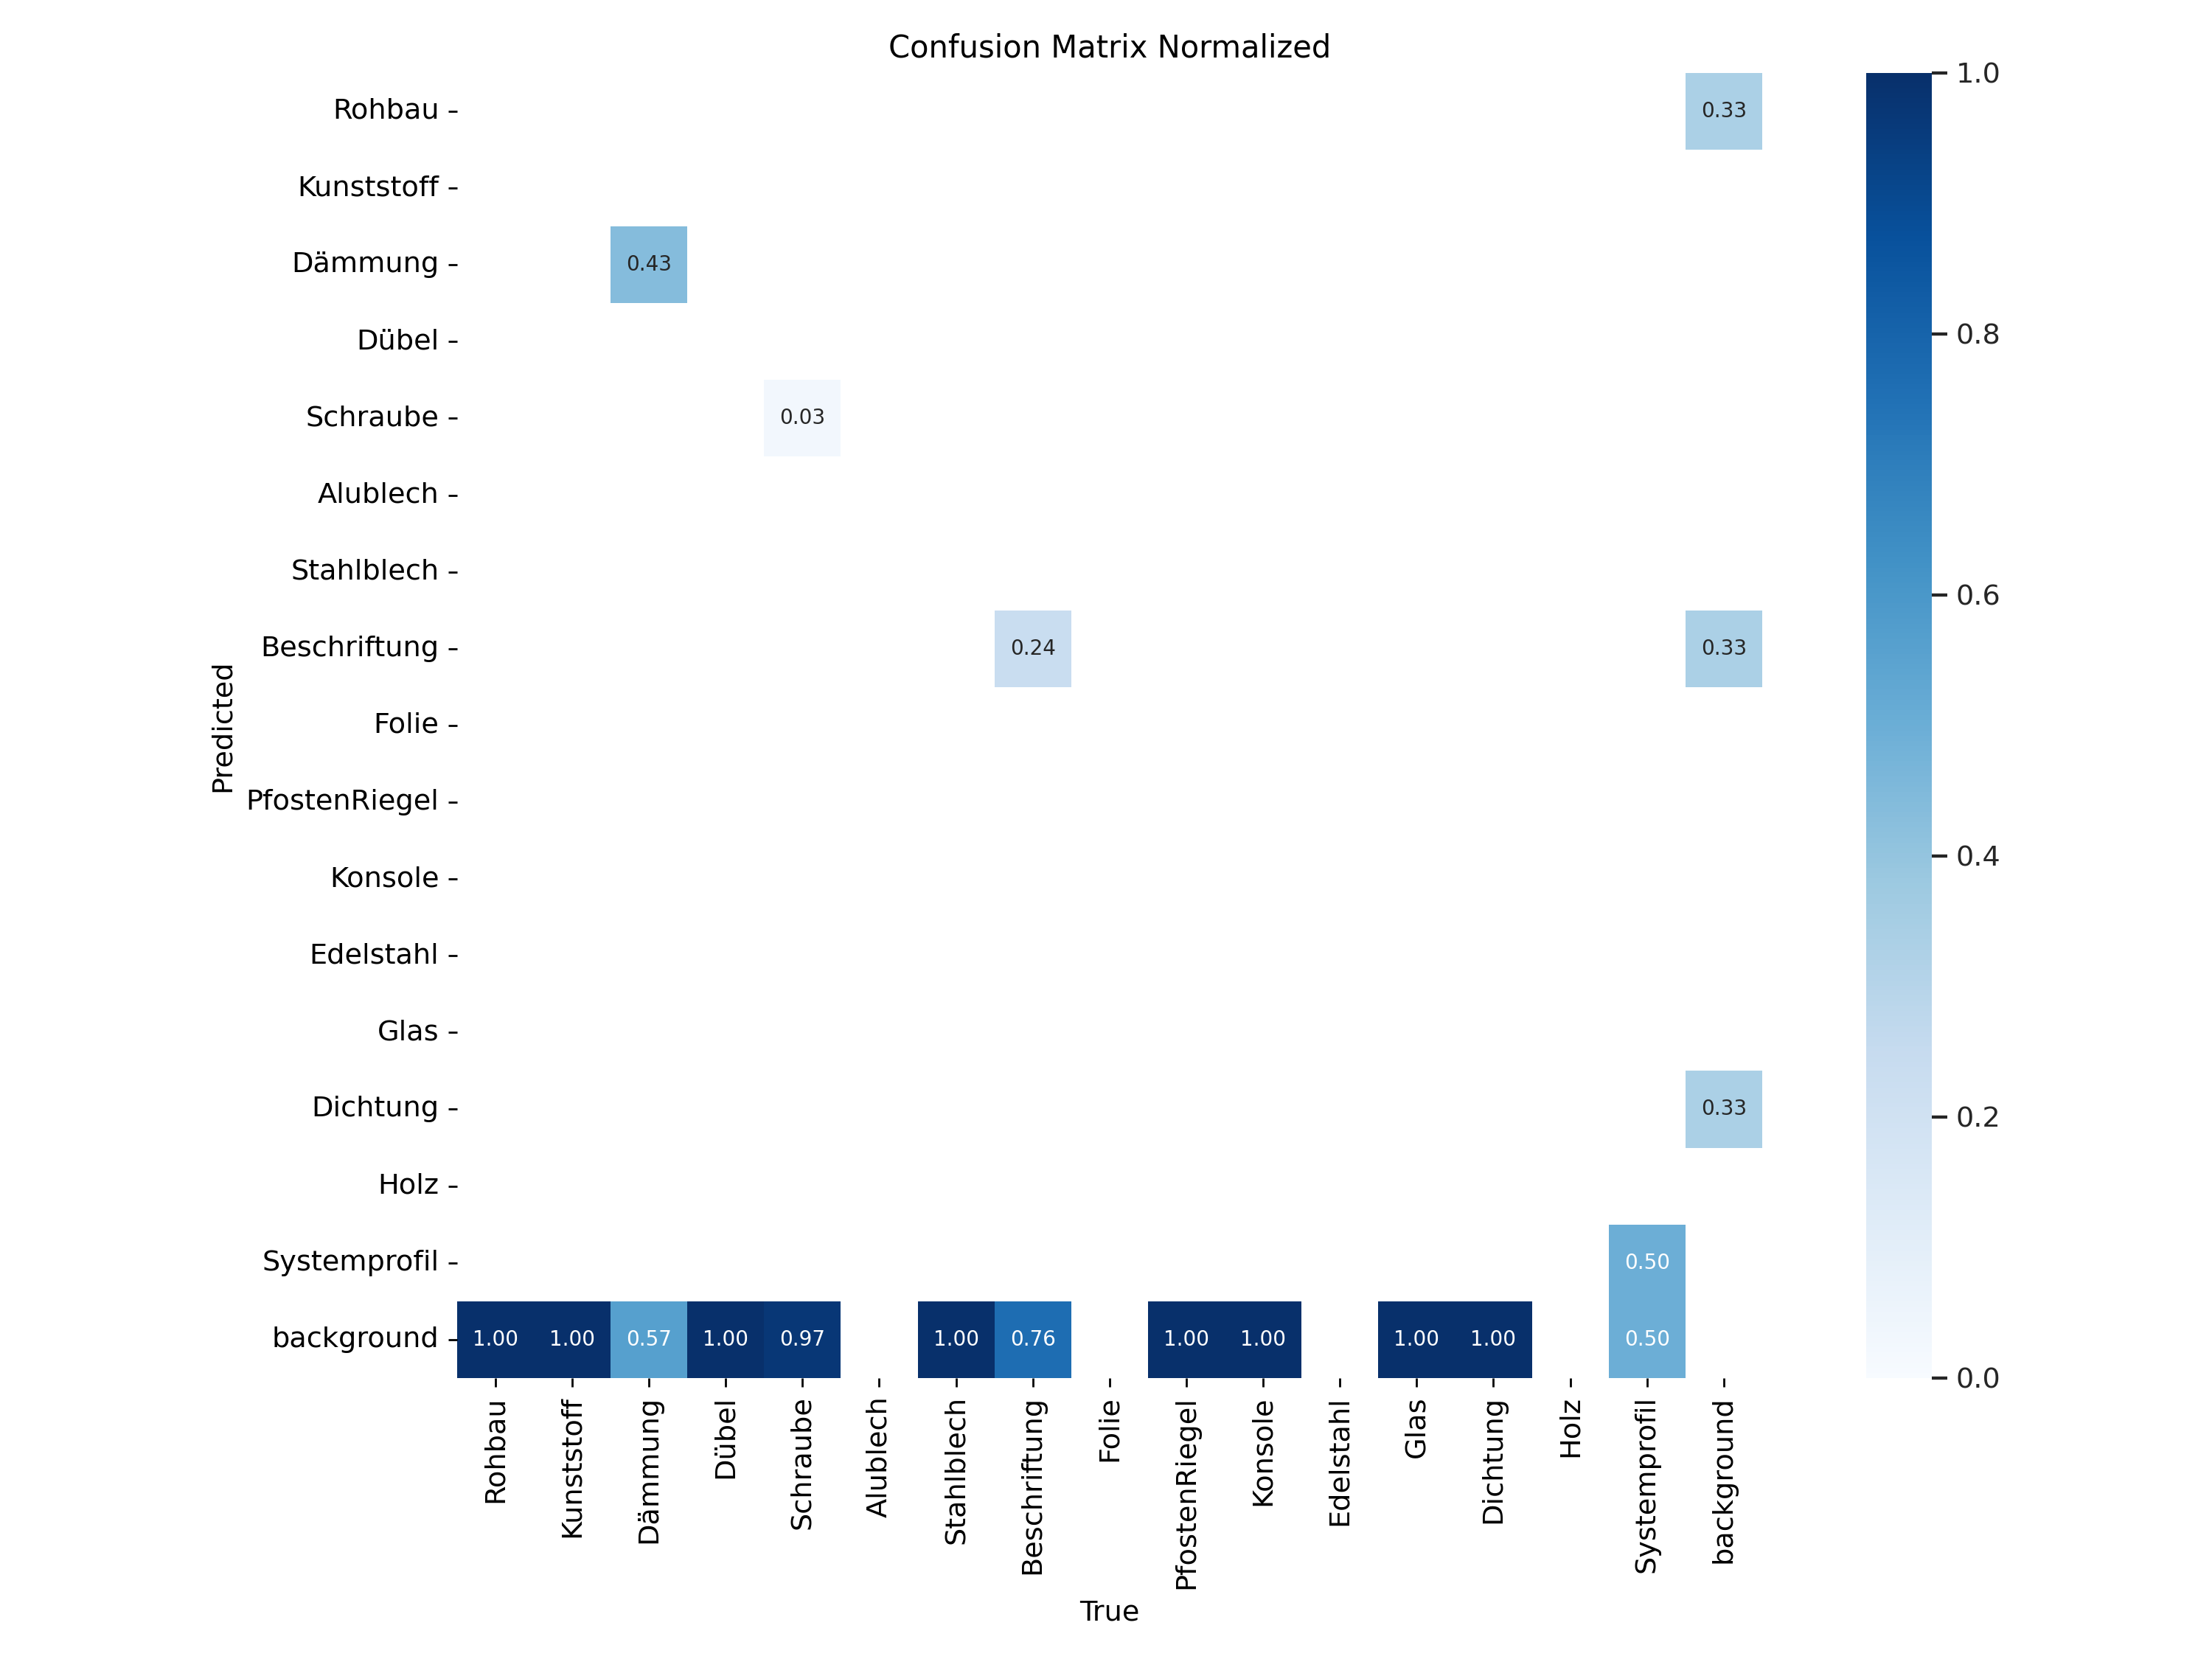 Confusion Matrix Normalized
Rohbau
0.33
1.0
Kunststoff
Dämmung
0.43
Dübel
0.8
Schraube
0.03
Alublech
Stahlblech
0.6
Beschriftung
0.24
0.33
Folie
Predicted
PfostenRiegel
0.4
Konsole
Edelstahl
Glas
Dichtung
0.33
0.2
Holz
Systemprofil
0.50
background
1.00 1.00 0.57 1.00 0.97 1.00 0.76 1.00 1.00 1.00 1.00 0.50
0.0
Rohbau
Kunststoff
Dämmung
Dübel
Schraube
Alublech
Stahlblech
Beschriftung
Folie
PfostenRiegel
Konsole
Edelstahl
Glas
Dichtung
Holz
Systemprofil
background
True